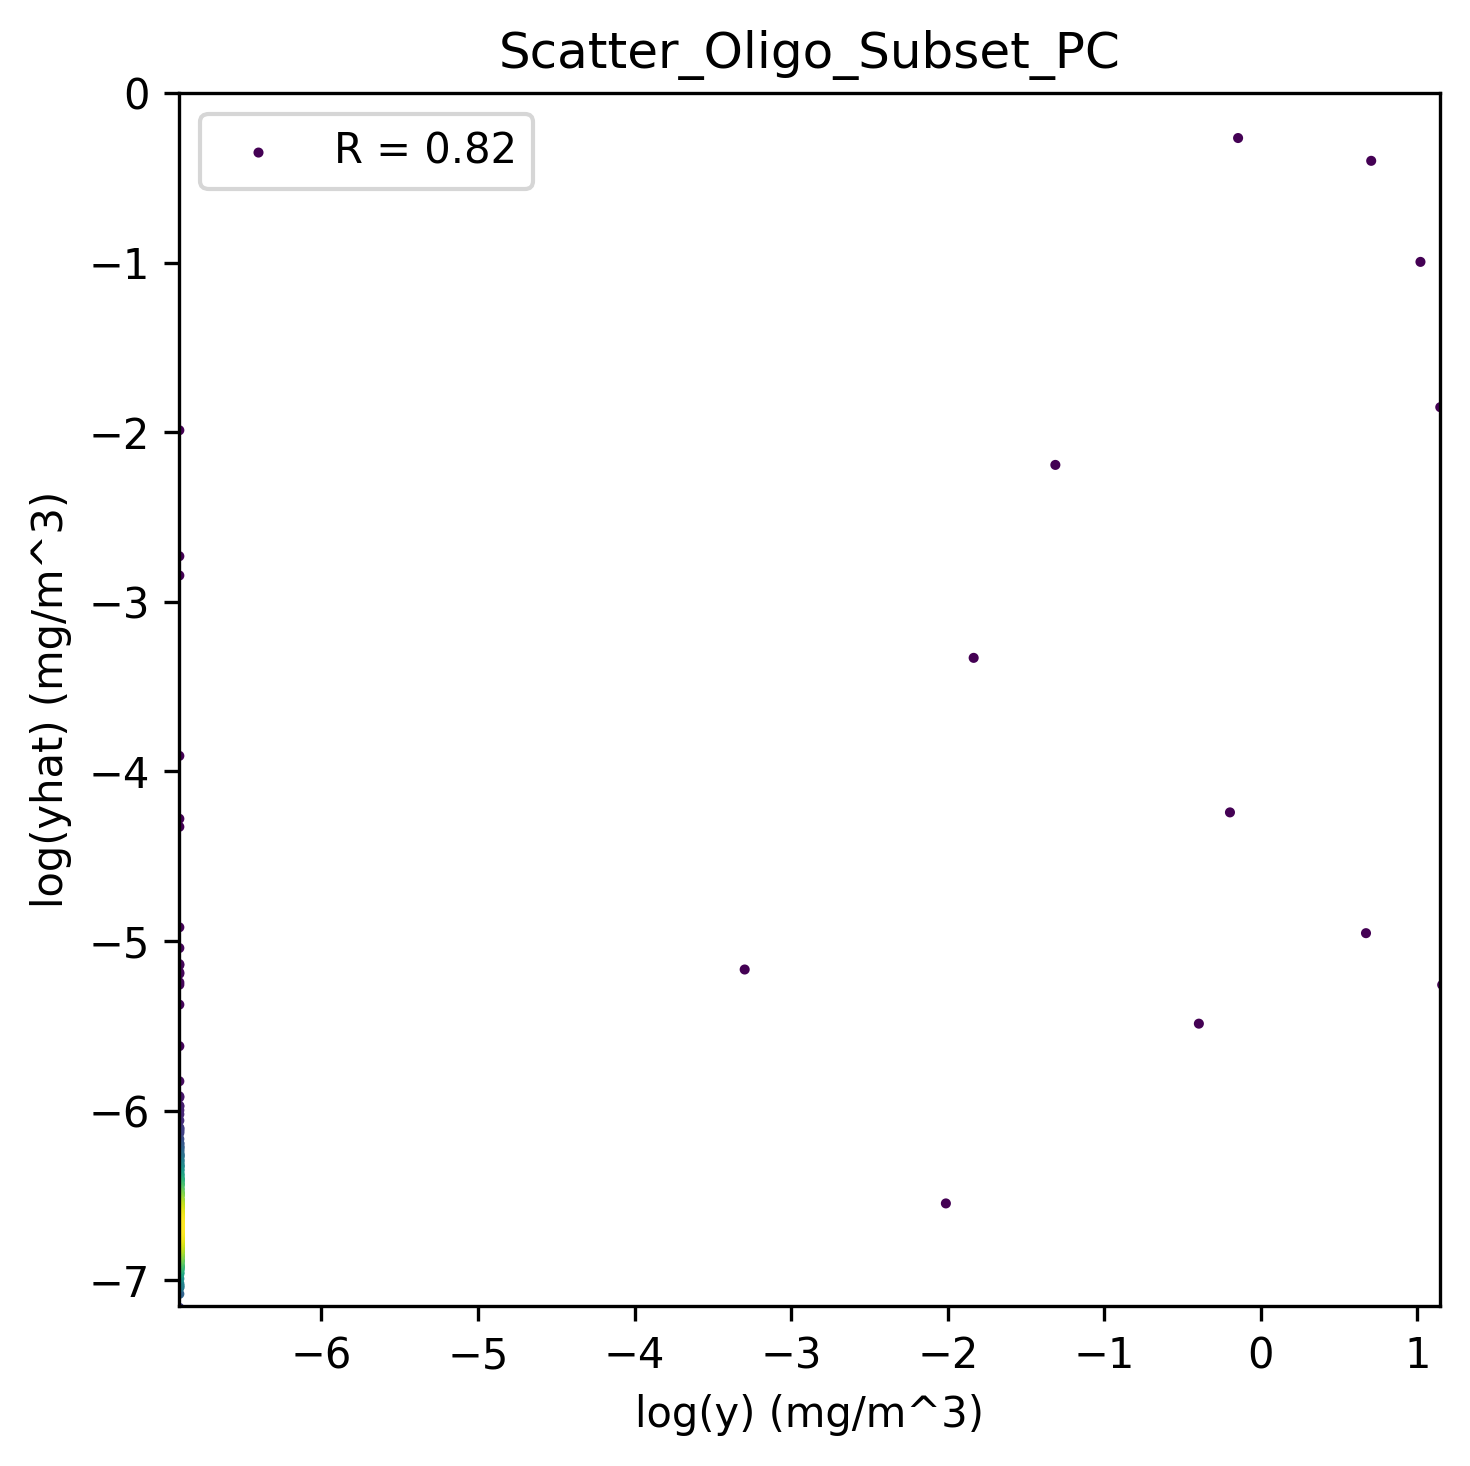 Scatter_Oligo_Subset_PC
R = 0.82
0
−1
−2
−3
−4
−5
−6
−7
log(yhat) (mg/m^3)
−6 −5 −4 −3 −2 −1 0 1
log(y) (mg/m^3)